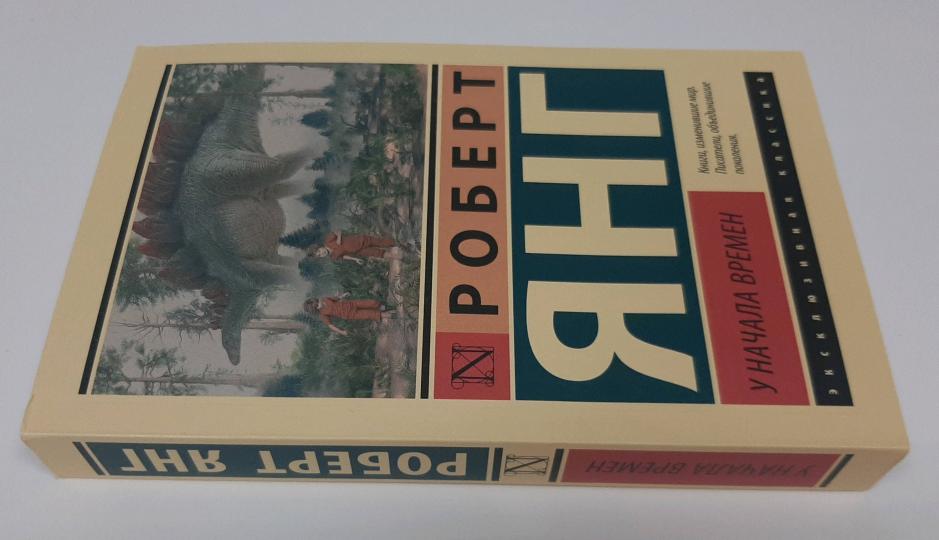 Эксклюзивная классика
Книги, изменившие мир.
Писатели, объединившие
поколения.
У НАЧАЛА ВРЕМЕН
ЯНГ
РОБЕРТ
РОБЕРТ ЯНГ
У НАЧАЛА ВРЕМЕН